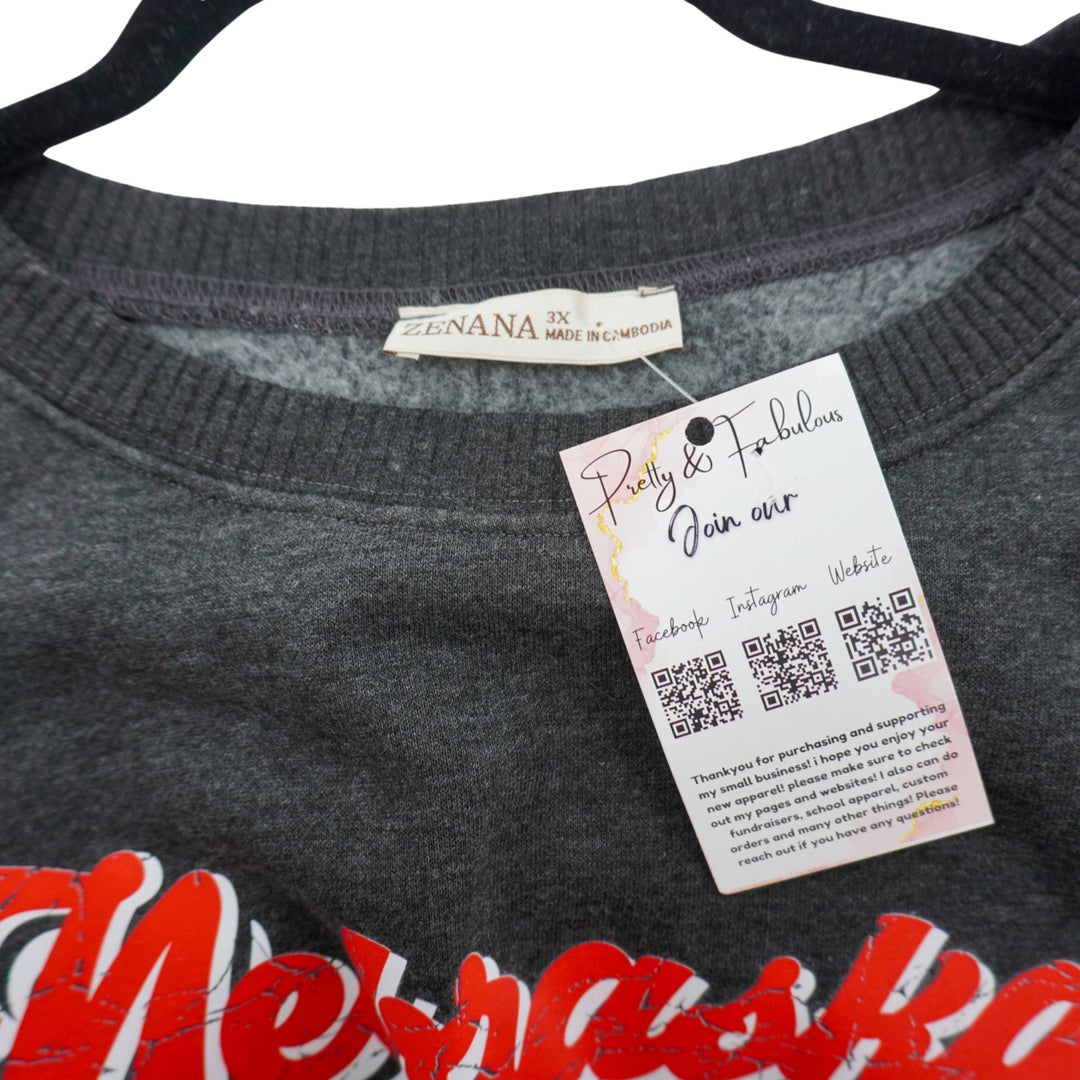 ZENANA 3X
MADE IN CAMBODIA
Pretty & Fabulous
Join our
Facebook Instagram Website
Thankyou for purchasing and supporting
my small business! i hope you enjoy your
new apparel! please make sure to check
out my pages and websites! I also can do
fundraisers, school apparel, custom
orders and many other things! Please
reach out if you have any questions!
Nebraska